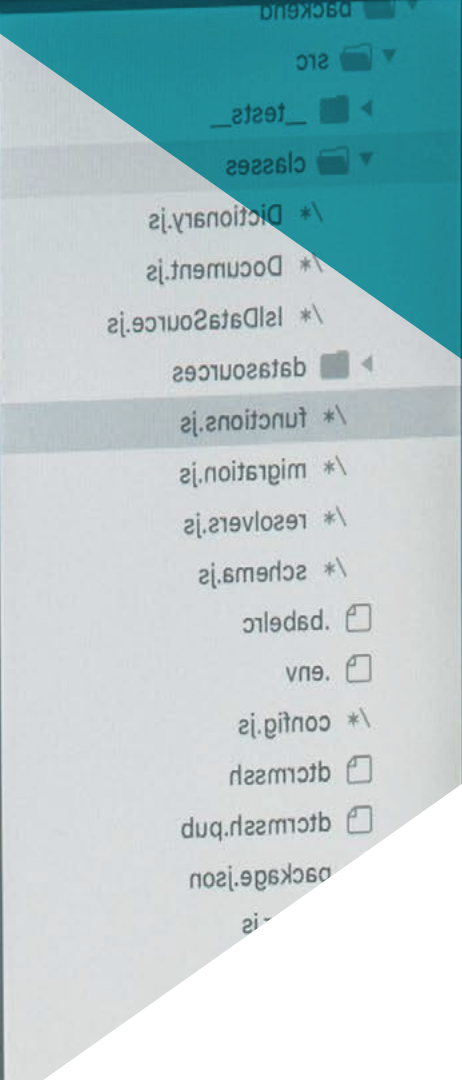 backend
src
__tests__
classes
/* Dictionary.js
/* Document.js
/* IslDataSource.js
datasources
/* functions.js
/* migration.js
/* resolvers.js
/* schema.js
.babelrc
.env
/* config.js
dtcrmssh
dtcrmssh.pub
package.json